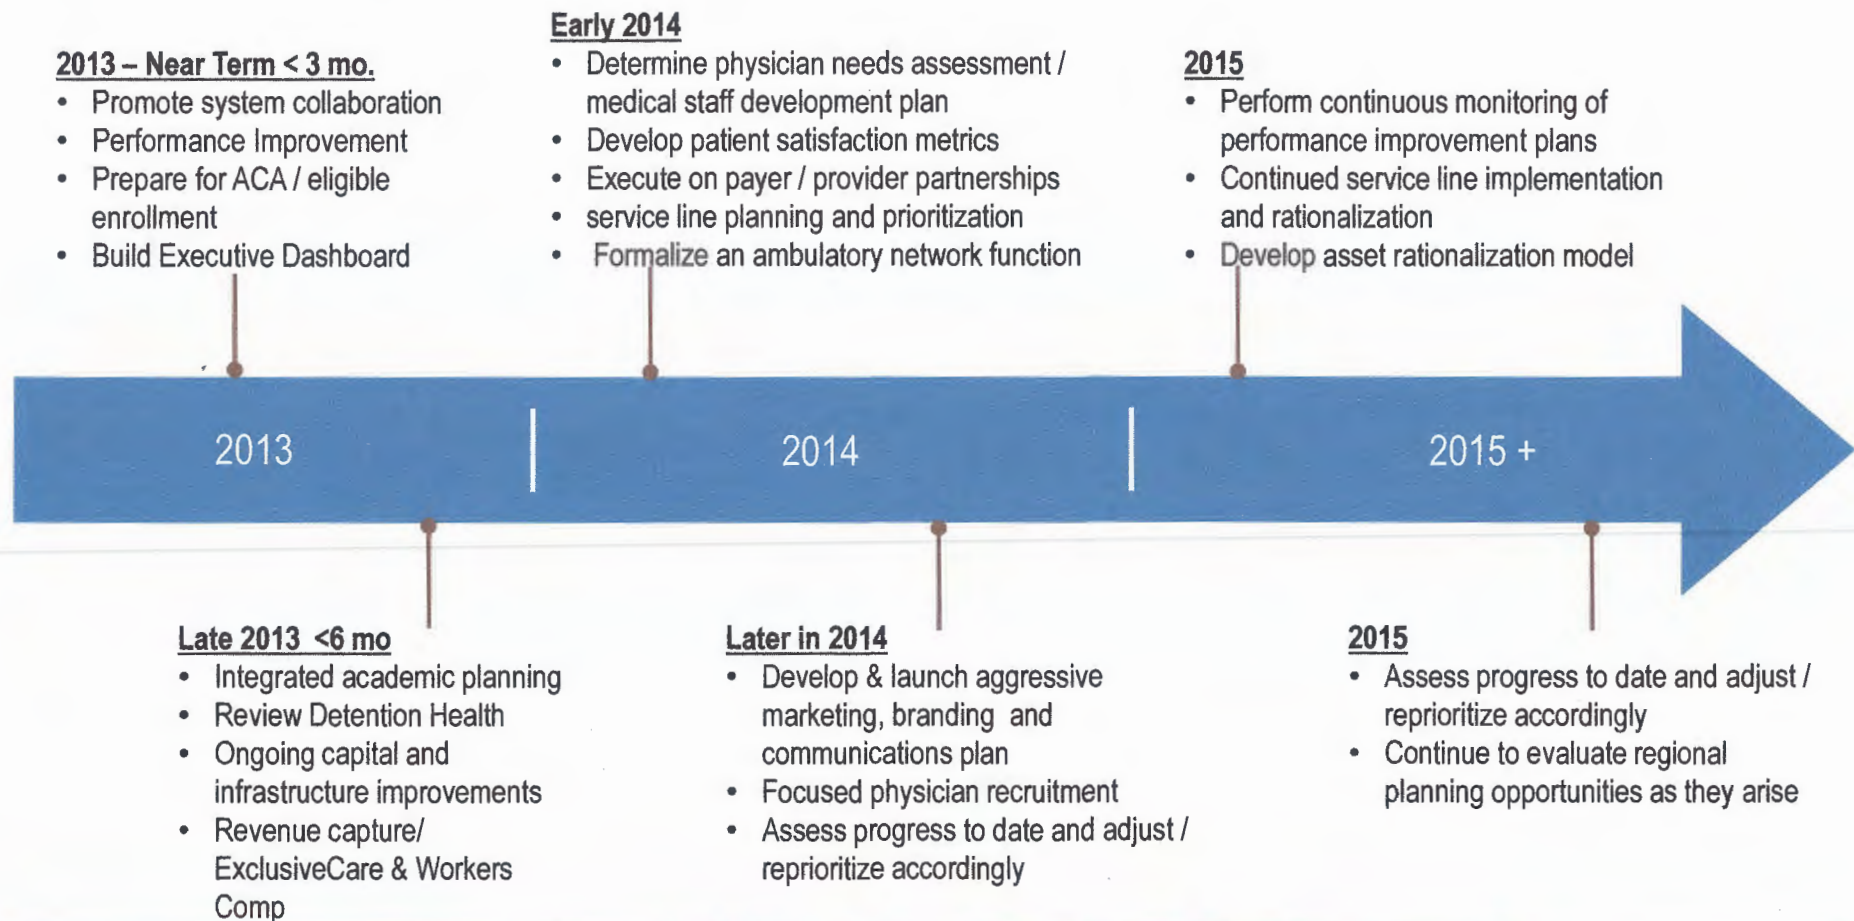 Early 2014
• Determine physician needs assessment /
medical staff development plan
• Develop patient satisfaction metrics
• Execute on payer / provider partnerships
• service line planning and prioritization
• Formalize an ambulatory network function
2013 – Near Term < 3 mo.
• Promote system collaboration
• Performance Improvement
• Prepare for ACA / eligible
enrollment
• Build Executive Dashboard
2015
• Perform continuous monitoring of
performance improvement plans
• Continued service line implementation
and rationalization
• Develop asset rationalization model
2013
2014
2015 +
Late 2013 <6 mo
• Integrated academic planning
• Review Detention Health
• Ongoing capital and
infrastructure improvements
• Revenue capture/
ExclusiveCare & Workers
Comp
Later in 2014
• Develop & launch aggressive
marketing, branding and
communications plan
• Focused physician recruitment
• Assess progress to date and adjust /
reprioritize accordingly
2015
• Assess progress to date and adjust /
reprioritize accordingly
• Continue to evaluate regional
planning opportunities as they arise